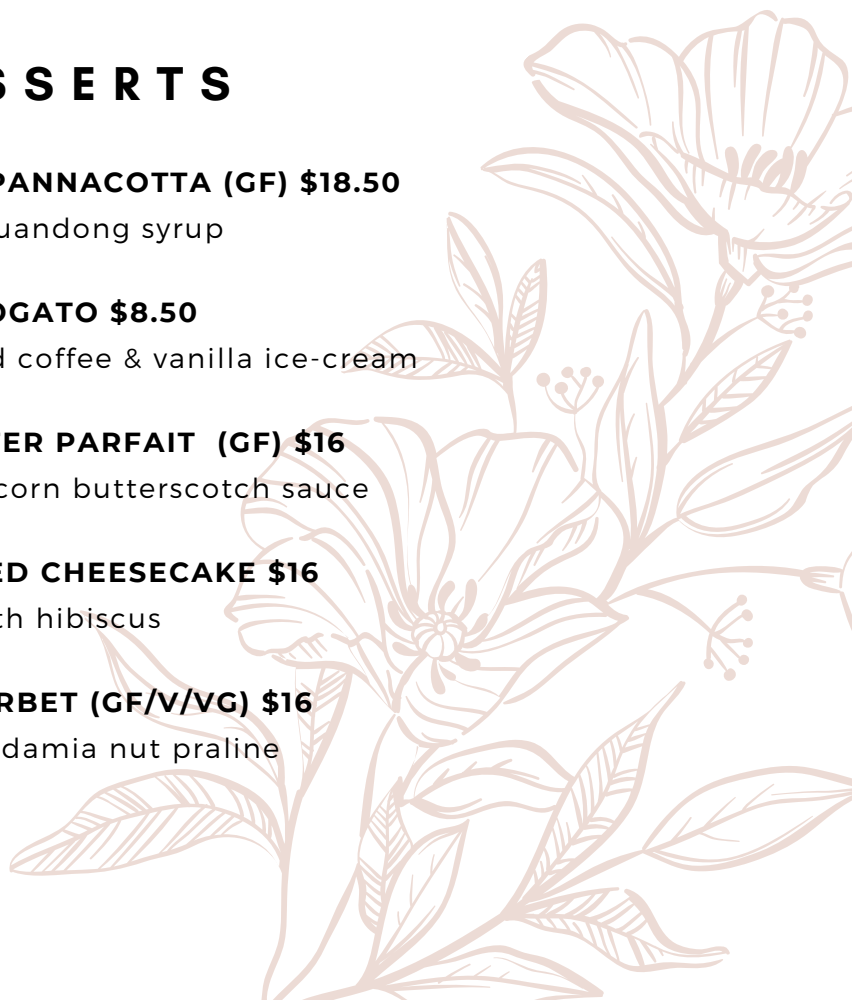 SSERTS
PANNACOTTA (GF) $18.50
uandong syrup
OGATO $8.50
d coffee & vanilla ice-cream
ER PARFAIT (GF) $16
corn butterscotch sauce
ED CHEESECAKE $16
th hibiscus
RBET (GF/V/VG) $16
damia nut praline